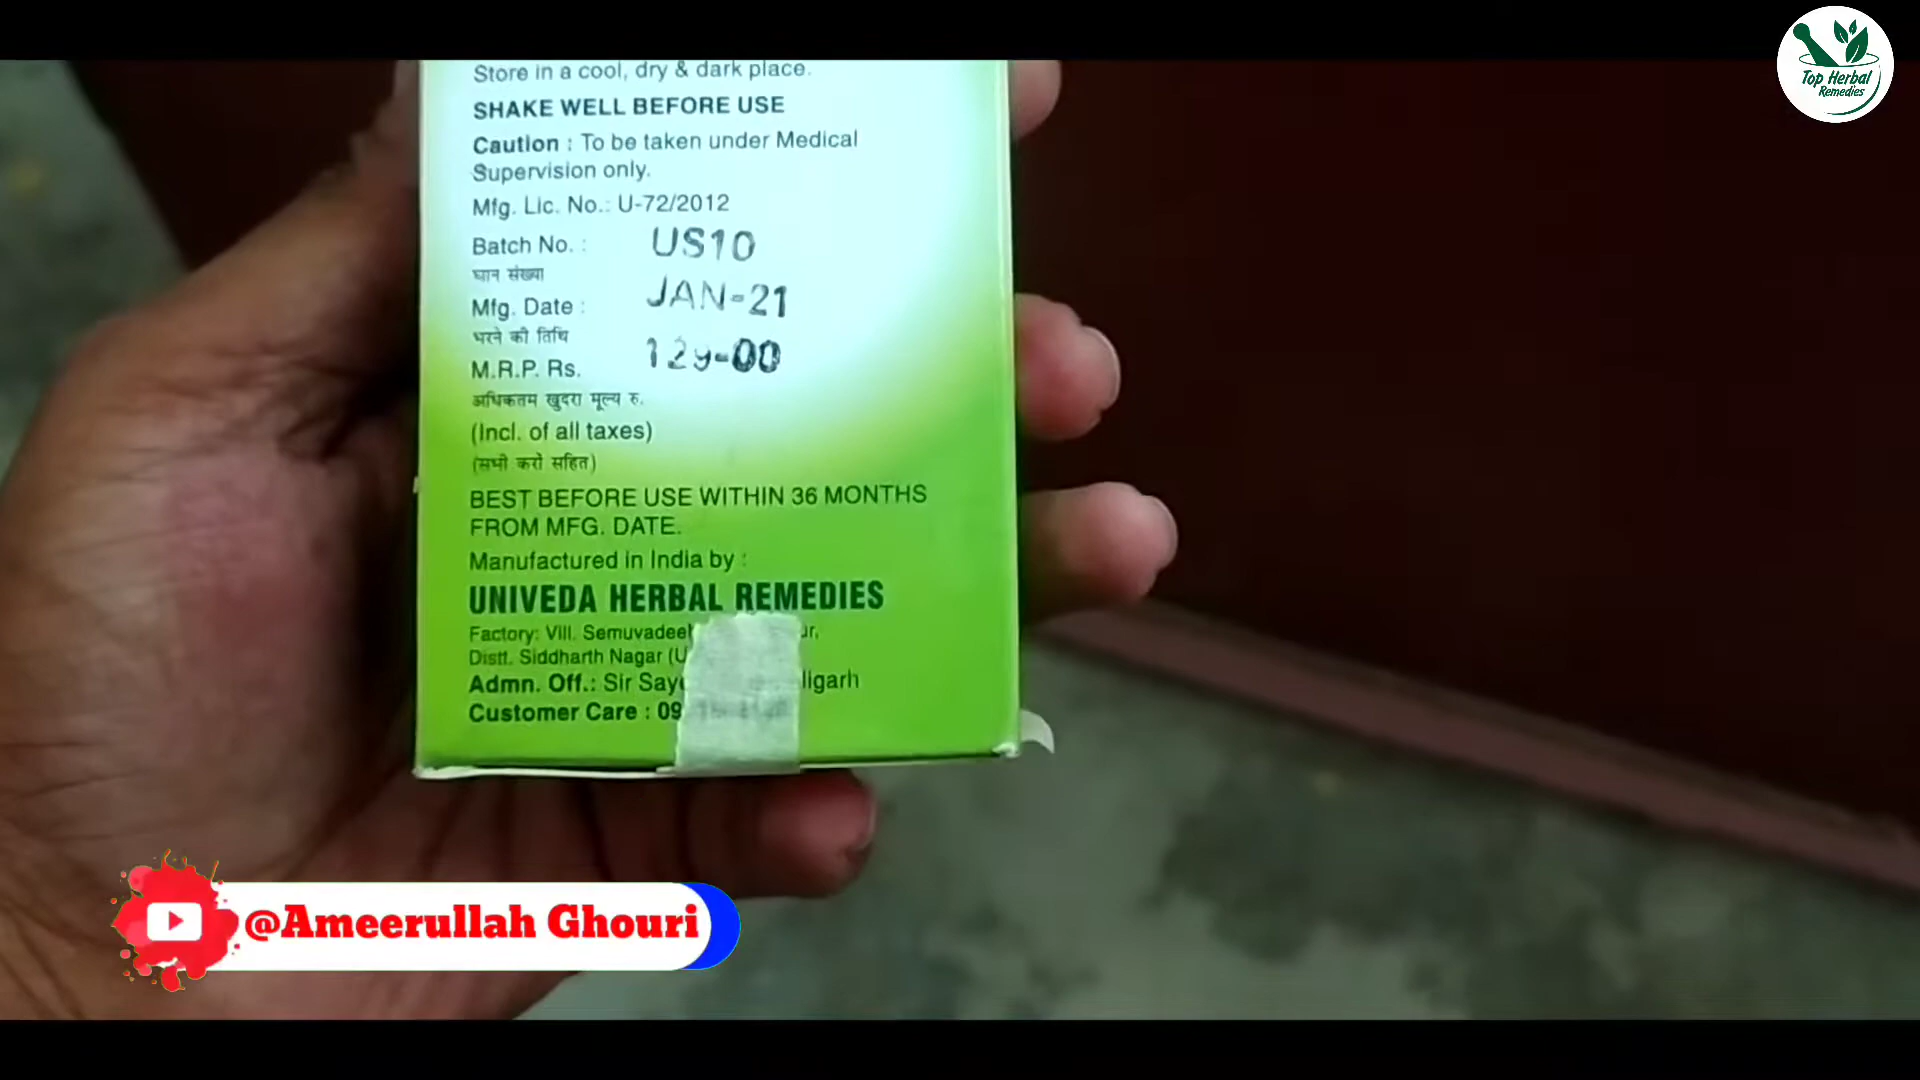 Top Herbal
Remedies
Store in a cool, dry & dark place.
SHAKE WELL BEFORE USE
Caution : To be taken under Medical
Supervision only.
Mfg. Lic. No.: U-72/2012
Batch No. : US10
घान संख्या
Mfg. Date : JAN-21
भरने की तिथि
M.R.P. Rs. 129-00
अधिकतम खुदरा मूल्य रु.
(Incl. of all taxes)
(सभी करों सहित)
BEST BEFORE USE WITHIN 36 MONTHS
FROM MFG. DATE.
Manufactured in India by :
UNIVEDA HERBAL REMEDIES
Factory: Vill.
Distt. Siddharth Nagar
Admn. Off.: Sir
Customer Care : 09
@Ameerullah Ghouri